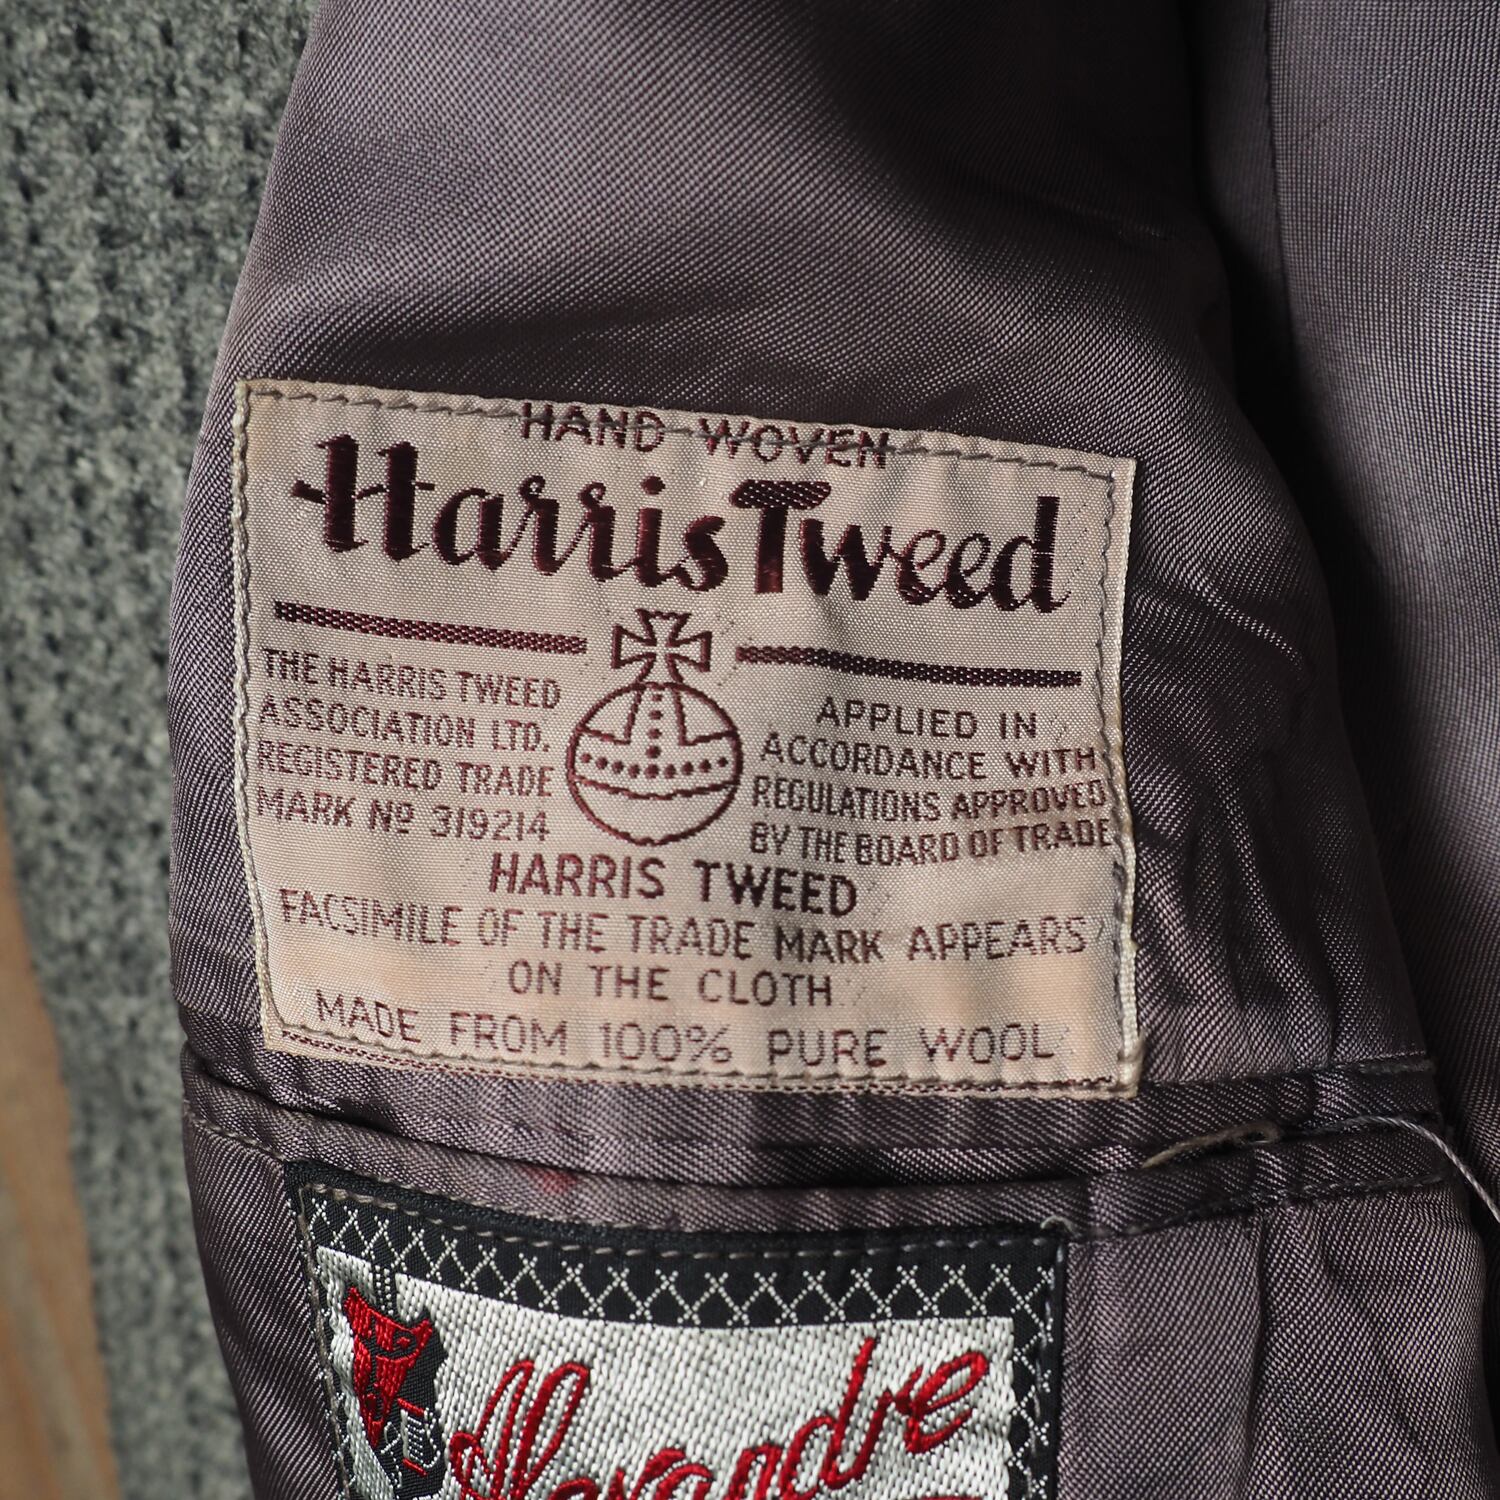 HAND WOVEN
Harris Tweed
THE HARRIS TWEED
ASSOCIATION LTD.
REGISTERED TRADE
MARK Nº 319214
APPLIED IN
ACCORDANCE WITH
REGULATIONS APPROVED
BY THE BOARD OF TRADE
HARRIS TWEED
FACSIMILE OF THE TRADE MARK APPEARS
ON THE CLOTH
MADE FROM 100% PURE WOOL
Alexandre